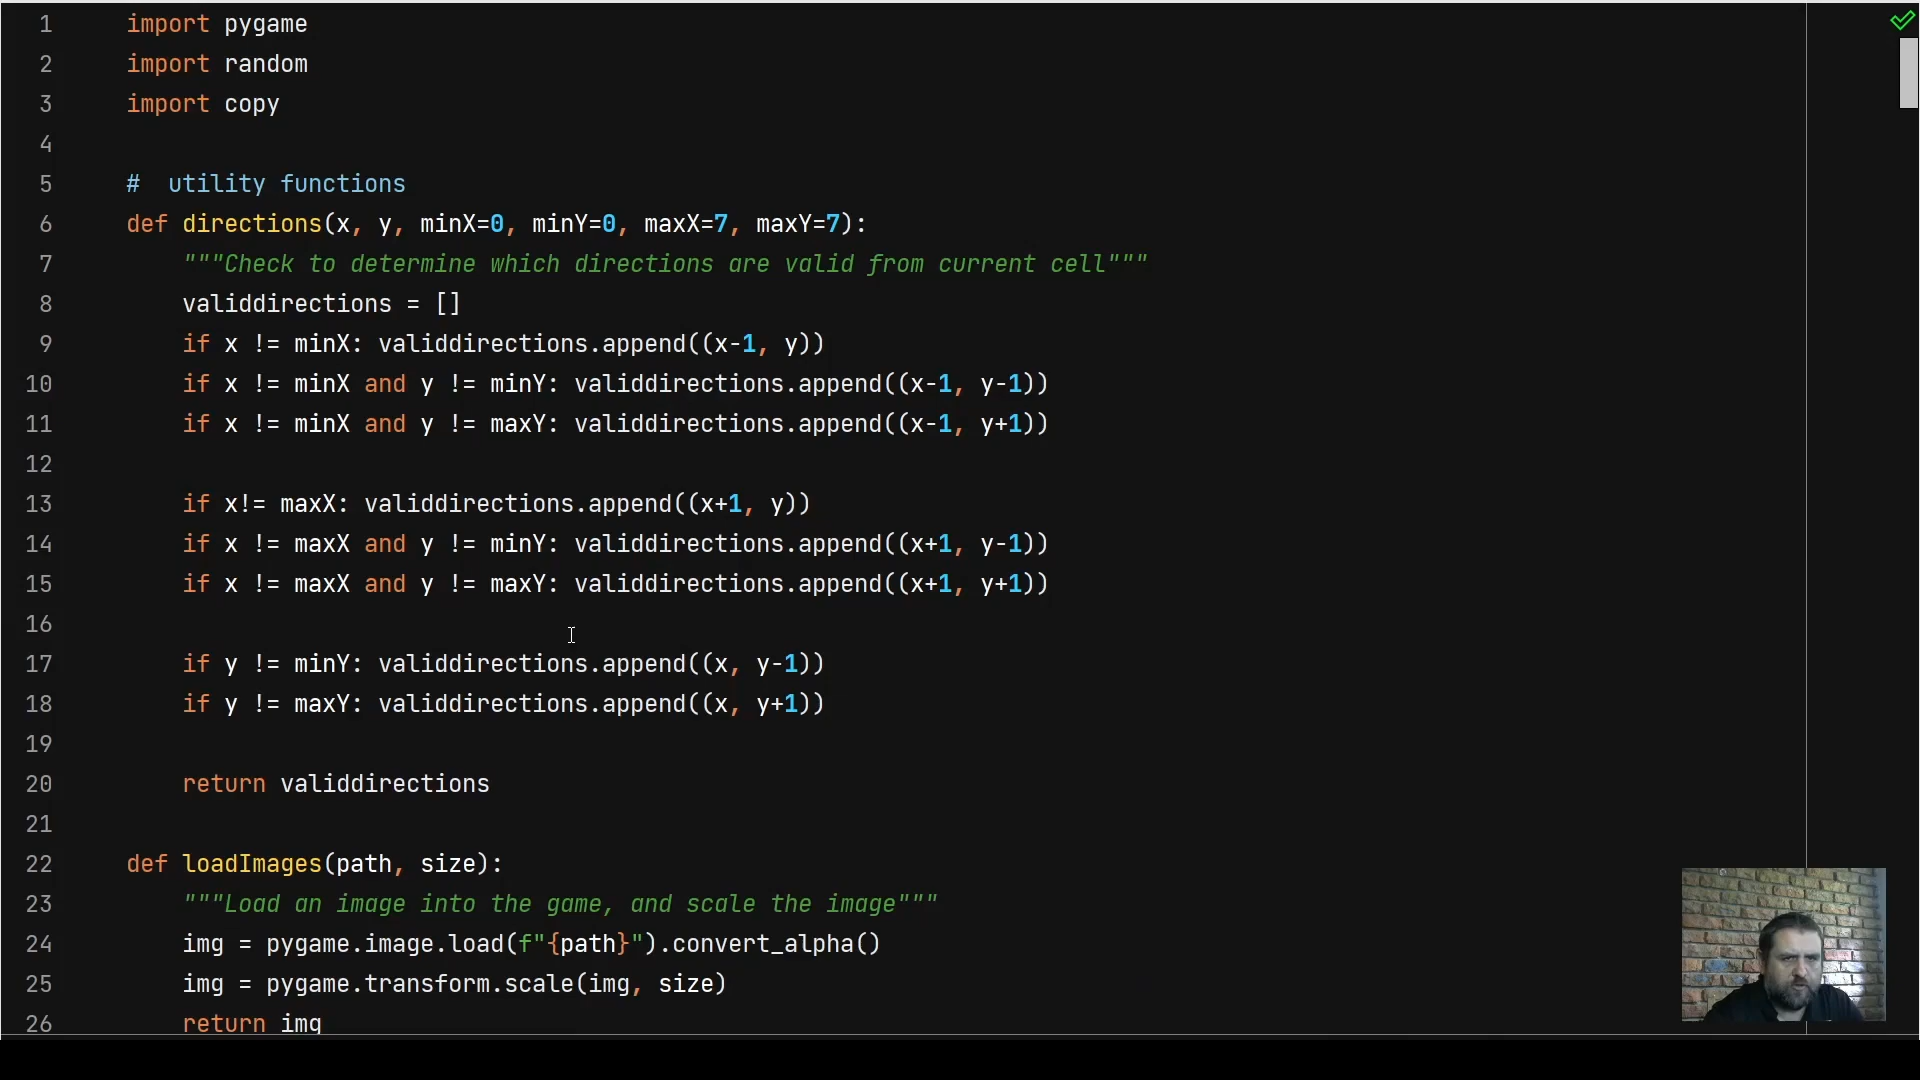 1 import pygame
2 import random
3 import copy
4
5 #  utility functions
6 def directions(x, y, minX=0, minY=0, maxX=7, maxY=7):
7     """Check to determine which directions are valid from current cell"""
8     validdirections = []
9     if x != minX: validdirections.append((x-1, y))
10     if x != minX and y != minY: validdirections.append((x-1, y-1))
11     if x != minX and y != maxY: validdirections.append((x-1, y+1))
12
13     if x!= maxX: validdirections.append((x+1, y))
14     if x != maxX and y != minY: validdirections.append((x+1, y-1))
15     if x != maxX and y != maxY: validdirections.append((x+1, y+1))
16
17     if y != minY: validdirections.append((x, y-1))
18     if y != maxY: validdirections.append((x, y+1))
19
20     return validdirections
21
22 def loadImages(path, size):
23     """Load an image into the game, and scale the image"""
24     img = pygame.image.load(f"{path}").convert_alpha()
25     img = pygame.transform.scale(img, size)
26     return img